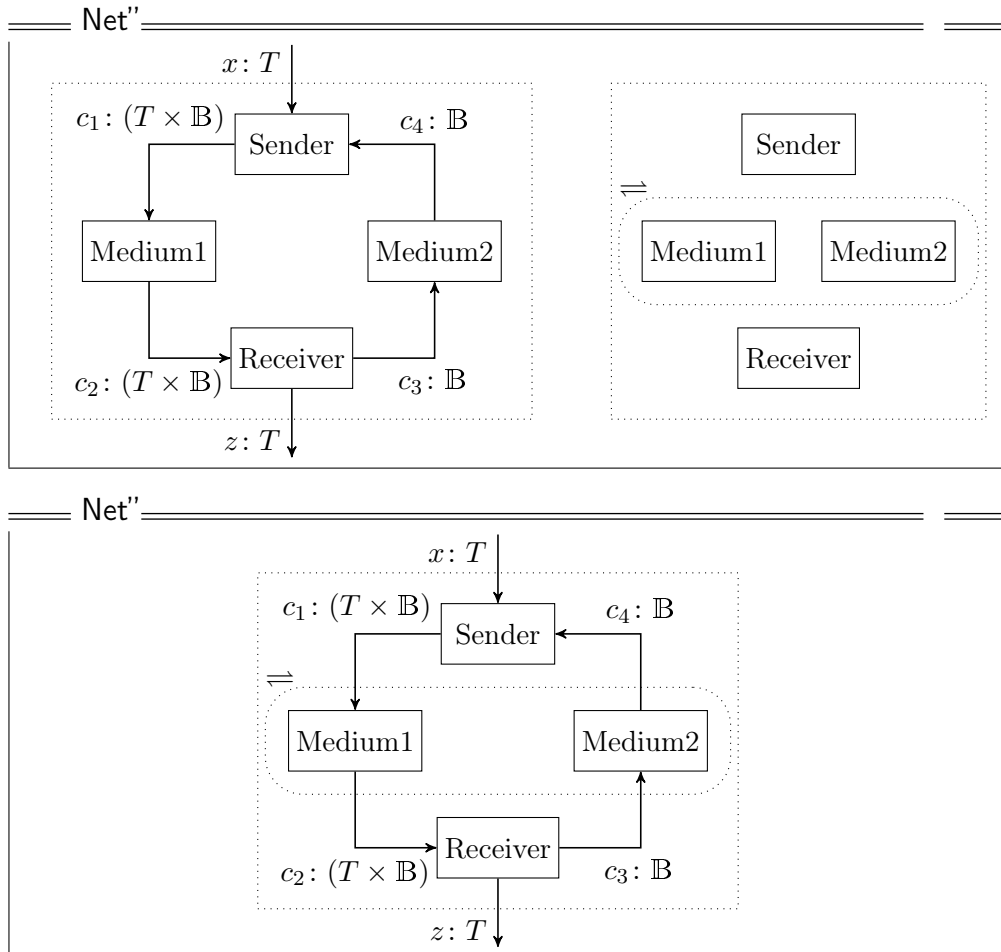 Net”
x: T
c₁: (T × 𝔹) c₄: 𝔹
Sender Sender
⇌
Medium1 Medium2 Medium1 Medium2
Receiver Receiver
c₂: (T × 𝔹) c₃: 𝔹
z: T
Net”
x: T
c₁: (T × 𝔹) c₄: 𝔹
Sender
⇌
Medium1 Medium2
Receiver
c₂: (T × 𝔹) c₃: 𝔹
z: T